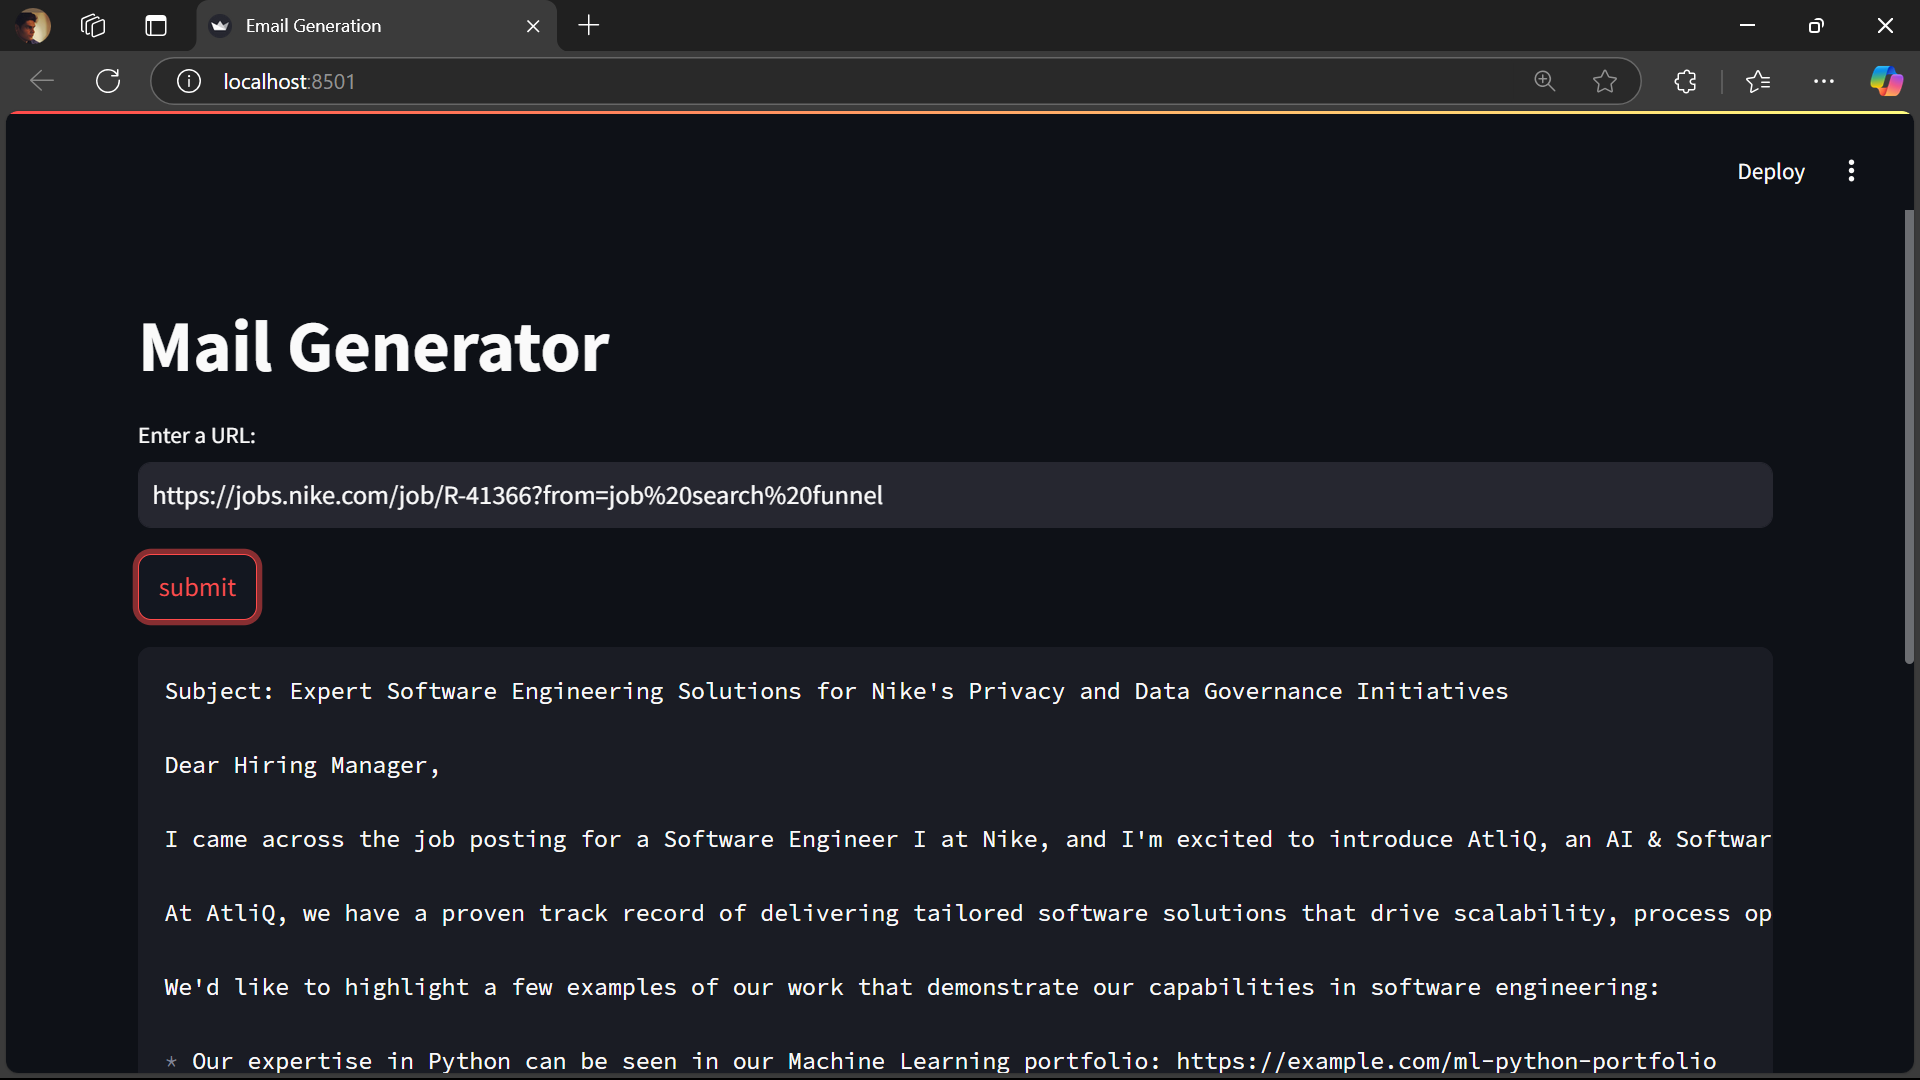 Email Generation
localhost:8501
Deploy
Mail Generator
Enter a URL:
https://jobs.nike.com/job/R-41366?from=job%20search%20funnel
submit
Subject: Expert Software Engineering Solutions for Nike's Privacy and Data Governance Initiatives
Dear Hiring Manager,
I came across the job posting for a Software Engineer I at Nike, and I'm excited to introduce AtliQ, an AI & Softwar
At AtliQ, we have a proven track record of delivering tailored software solutions that drive scalability, process op
We'd like to highlight a few examples of our work that demonstrate our capabilities in software engineering:
* Our expertise in Python can be seen in our Machine Learning portfolio: https://example.com/ml-python-portfolio